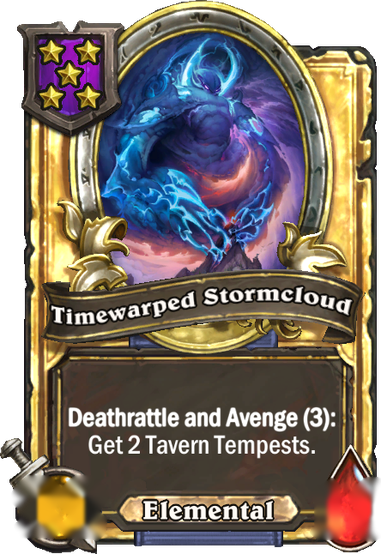 Timewarped Stormcloud
Deathrattle and Avenge (3):
Get 2 Tavern Tempests.
Elemental